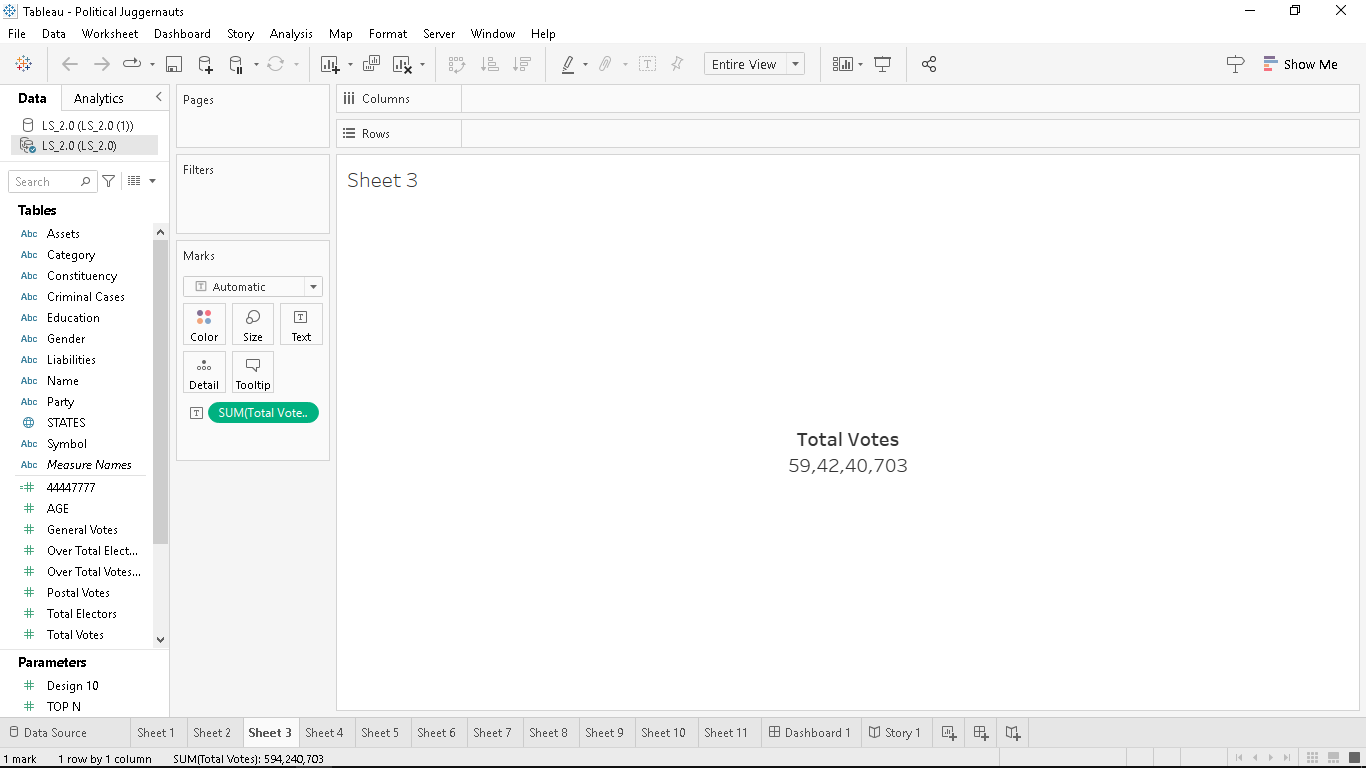 Tableau - Political Juggernauts
File Data Worksheet Dashboard Story Analysis Map Format Server Window Help
Entire View
Show Me
Data Analytics
LS_2.0 (LS_2.0 (1))
LS_2.0 (LS_2.0)
Search
Tables
Abc Assets
Abc Category
Abc Constituency
Abc Criminal Cases
Abc Education
Abc Gender
Abc Liabilities
Abc Name
Abc Party
STATES
Abc Symbol
Abc Measure Names
=# 44447777
# AGE
# General Votes
# Over Total Elect...
# Over Total Votes...
# Postal Votes
# Total Electors
# Total Votes
Parameters
# Design 10
# TOP N
Pages
Filters
Marks
T Automatic
Color Size T Text
Detail Tooltip
T SUM(Total Vote..
Columns
Rows
Sheet 3
Total Votes
59,42,40,703
Data Source Sheet 1 Sheet 2 Sheet 3 Sheet 4 Sheet 5 Sheet 6 Sheet 7 Sheet 8 Sheet 9 Sheet 10 Sheet 11 Dashboard 1 Story 1
1 mark 1 row by 1 column SUM(Total Votes): 594,240,703